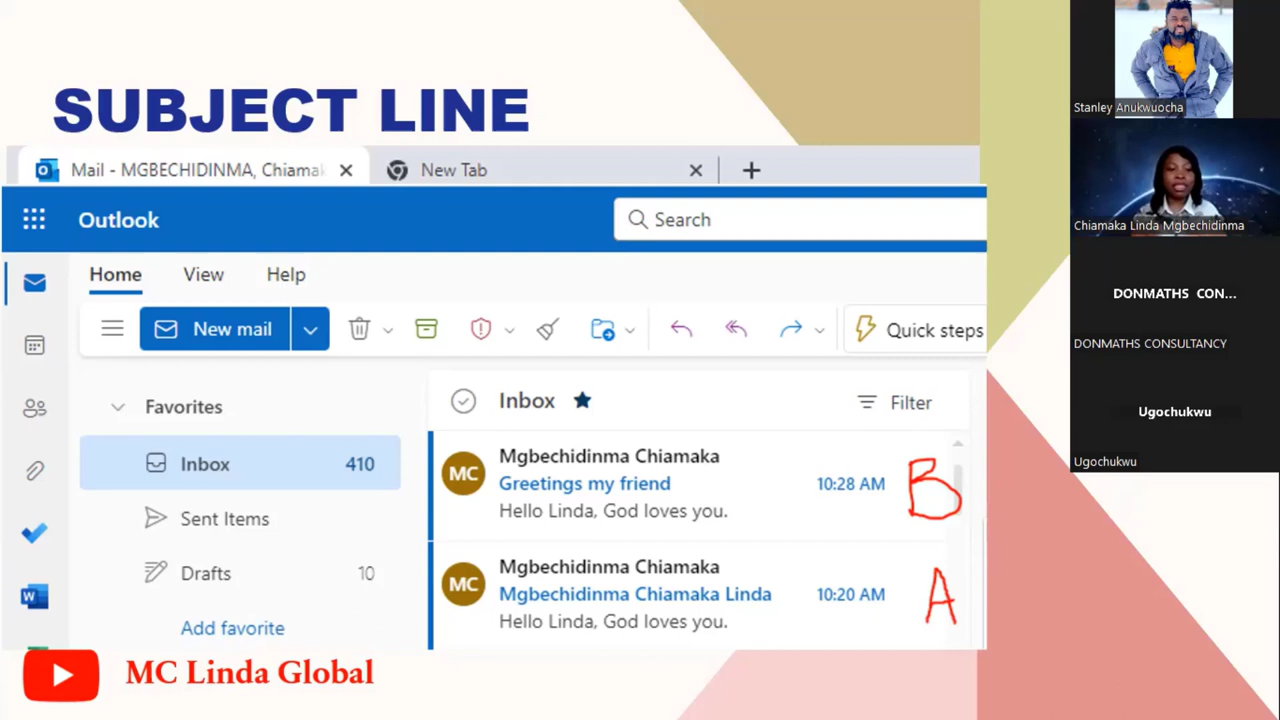 SUBJECT LINE
Mail - MGBECHIDINMA, Chiama
New Tab
Outlook
Search
Home View Help
New mail
Quick steps
Favorites
Inbox
Filter
Inbox 410
Sent Items
Drafts 10
Add favorite
MC
Mgbechidinma Chiamaka
Greetings my friend 10:28 AM
Hello Linda, God loves you.
B
MC
Mgbechidinma Chiamaka
Mgbechidinma Chiamaka Linda 10:20 AM
Hello Linda, God loves you.
A
MC Linda Global
Stanley Anukwuocha
Chiamaka Linda Mgbechidinma
DONMATHS CON...
DONMATHS CONSULTANCY
Ugochukwu
Ugochukwu